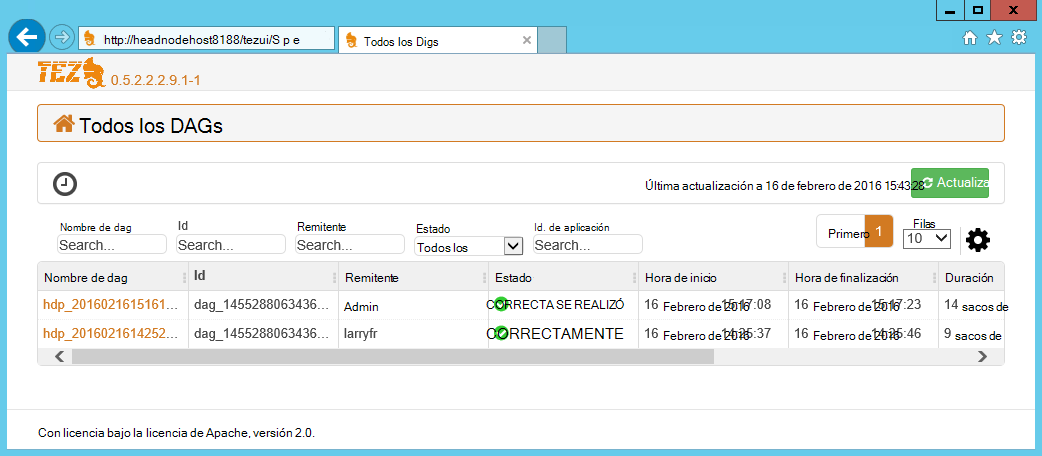 http://headnodehost8188/tezui/S p e
Todos los Digs
TEZ 0.5.2.2.2.9.1-1
Todos los DAGs
Última actualización a 16 de febrero de 2016 15:43:28
Actualiza
Nombre de dag Id Remitente Estado Id. de aplicación Primero 1 Filas
Search... Search... Search... Todos los Search... 10
Nombre de dag Id Remitente Estado Hora de inicio Hora de finalización Duración
hdp_2016021615161... dag_1455288063436... Admin CORRECTA SE REALIZÓ 16 Febrero de 2016 15:17:08 16 Febrero de 2016 15:17:23 14 sacos de
hdp_2016021614252... dag_1455288063436... larryfr CORRECTAMENTE 16 Febrero de 2016 14:25:37 16 Febrero de 2016 14:25:46 9 sacos de
Con licencia bajo la licencia de Apache, versión 2.0.